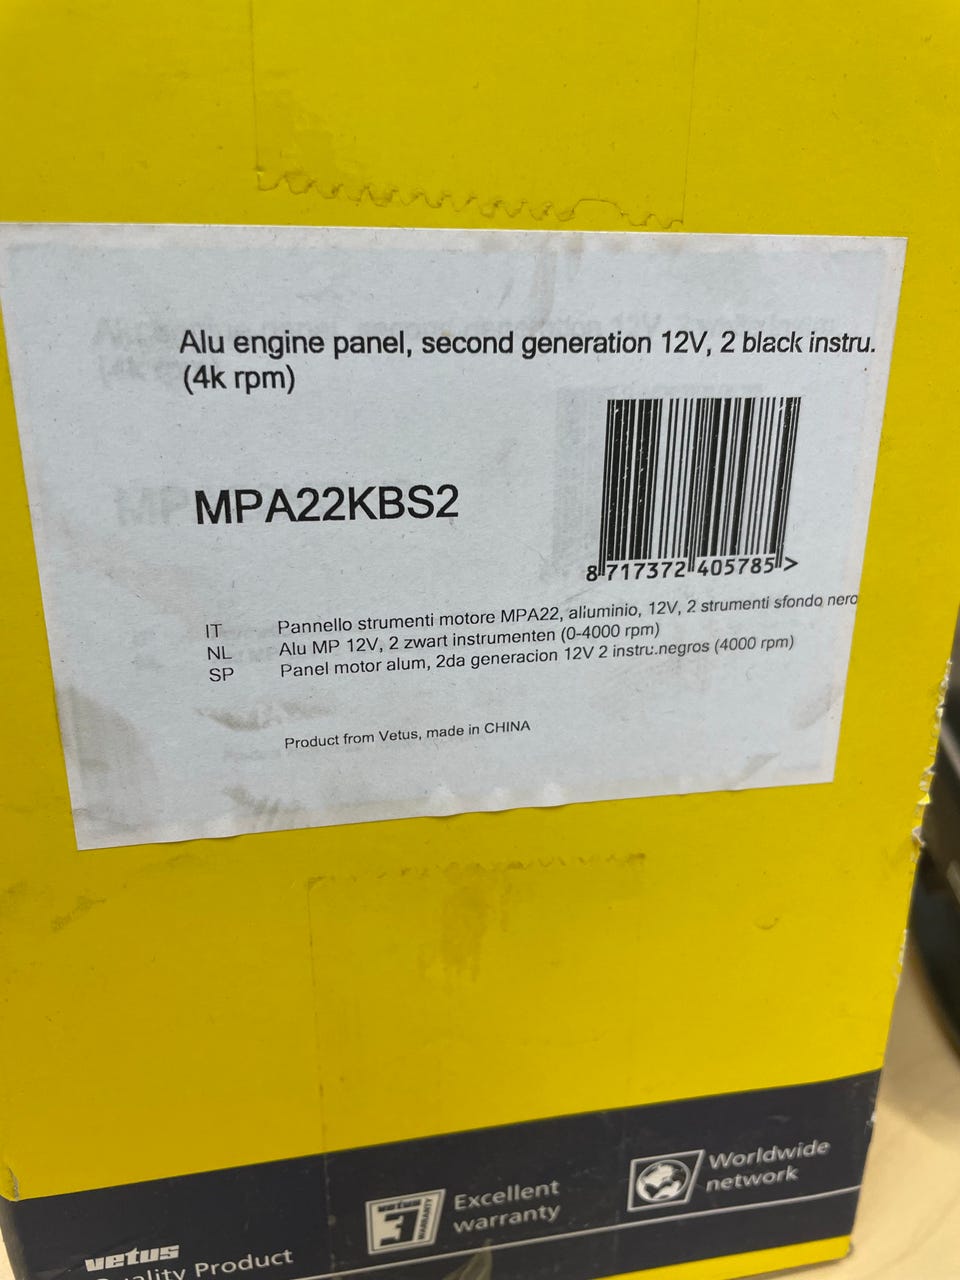 Alu engine panel, second generation 12V, 2 black instru.
(4k rpm)
MPA22KBS2
8 717372 405785 >
IT Pannello strumenti motore MPA22, alluminio, 12V, 2 strumenti sfondo nero
NL Alu MP 12V, 2 zwart instrumenten (0-4000 rpm)
SP Panel motor alum, 2da generacion 12V 2 instru.negros (4000 rpm)
Product from Vetus, made in CHINA
vetus
Quality Product
3
WARRANTY
Excellent
warranty
Worldwide
network